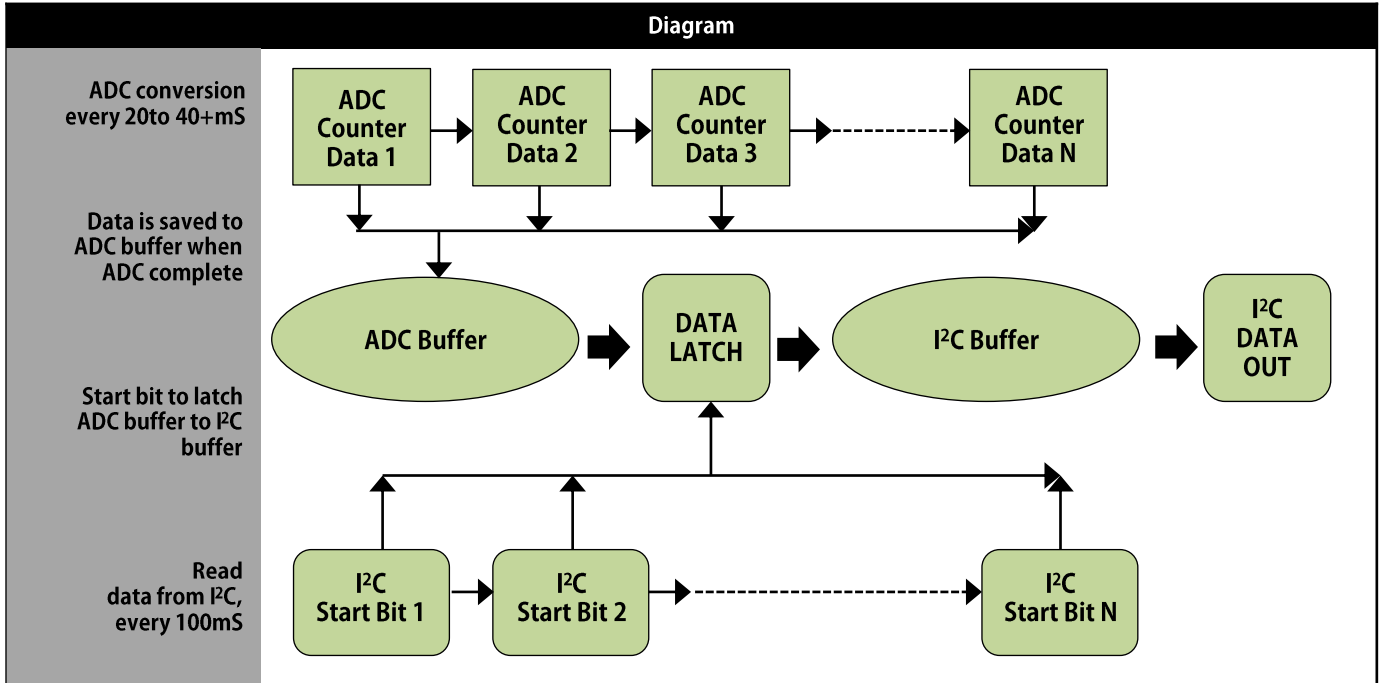 Diagram
ADC conversion
every 20to 40+mS
ADC
Counter
Data 1
ADC
Counter
Data 2
ADC
Counter
Data 3
ADC
Counter
Data N
Data is saved to
ADC buffer when
ADC complete
ADC Buffer
DATA
LATCH
I²C Buffer
I²C
DATA
OUT
Start bit to latch
ADC buffer to I²C
buffer
Read
data from I²C,
every 100mS
I²C
Start Bit 1
I²C
Start Bit 2
I²C
Start Bit N